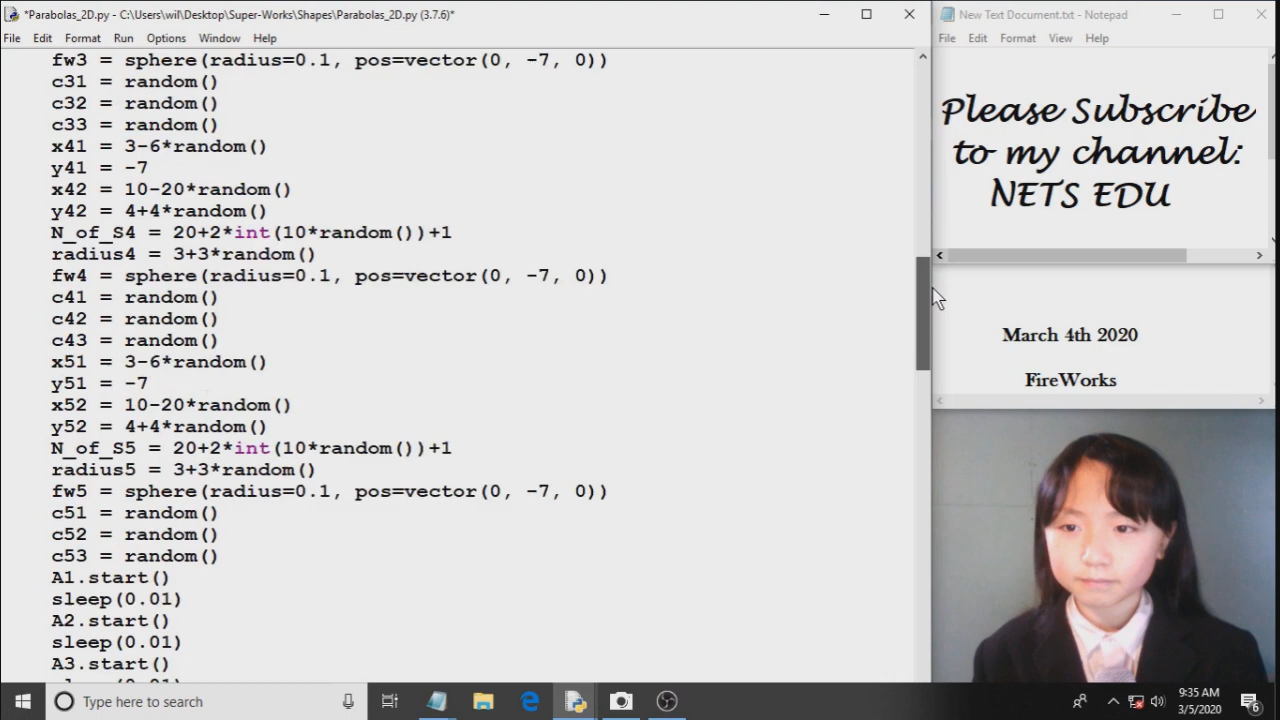 *Parabolas_2D.py - C:\Users\wil\Desktop\Super-Works\Shapes\Parabolas_2D.py (3.7.6)*
File Edit Format Run Options Window Help
fw3 = sphere(radius=0.1, pos=vector(0, -7, 0))
c31 = random()
c32 = random()
c33 = random()
x41 = 3-6*random()
y41 = -7
x42 = 10-20*random()
y42 = 4+4*random()
N_of_S4 = 20+2*int(10*random())+1
radius4 = 3+3*random()
fw4 = sphere(radius=0.1, pos=vector(0, -7, 0))
c41 = random()
c42 = random()
c43 = random()
x51 = 3-6*random()
y51 = -7
x52 = 10-20*random()
y52 = 4+4*random()
N_of_S5 = 20+2*int(10*random())+1
radius5 = 3+3*random()
fw5 = sphere(radius=0.1, pos=vector(0, -7, 0))
c51 = random()
c52 = random()
c53 = random()
A1.start()
sleep(0.01)
A2.start()
sleep(0.01)
A3.start()
New Text Document.txt - Notepad
File Edit Format View Help
Please Subscribe
to my channel:
NETS EDU
March 4th 2020
FireWorks
Type here to search
9:35 AM
3/5/2020
6